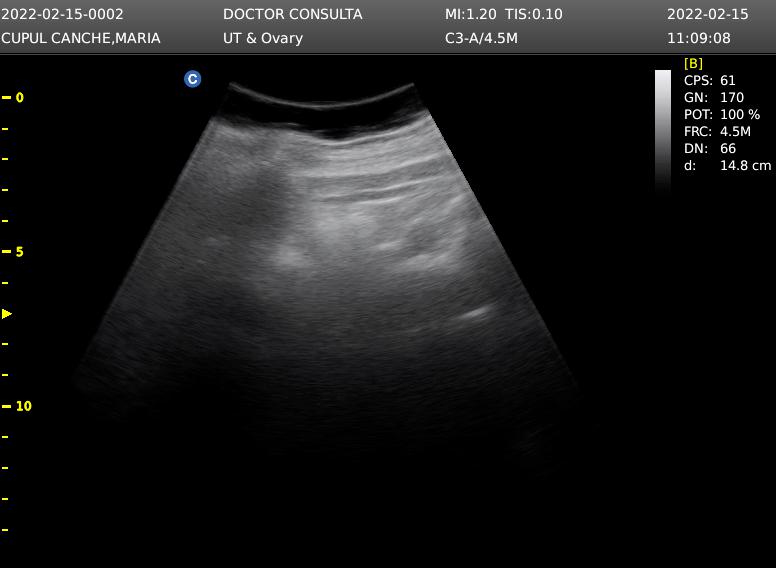 2022-02-15-0002 DOCTOR CONSULTA MI:1.20 TIS:0.10 2022-02-15
CUPUL CANCHE,MARIA UT & Ovary C3-A/4.5M 11:09:08
C
[B]
CPS: 61
GN: 170
POT: 100 %
FRC: 4.5M
DN: 66
d: 14.8 cm
0
5
10